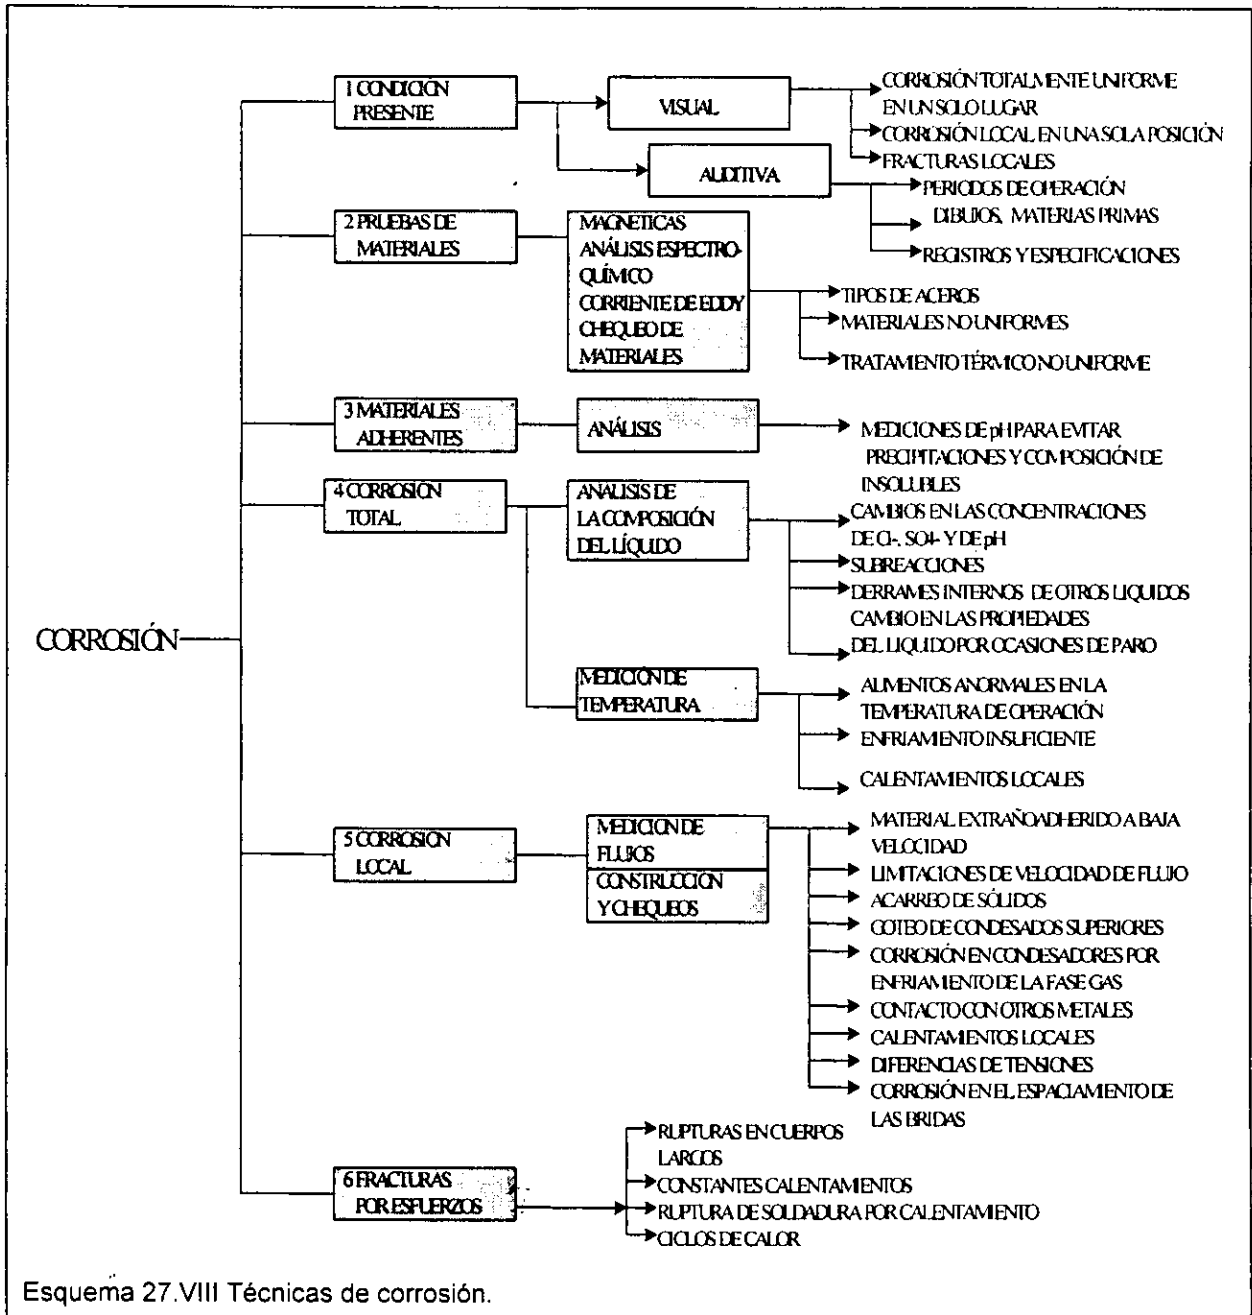 1 CONDICIÓN
PRESENTE
VISUAL
CORROSIÓN TOTALMENTE UNIFORME
EN UN SOLO LUGAR
CORROSIÓN LOCAL EN UNA SOLA POSICIÓN
FRACTURAS LOCALES
AUDITIVA
PERIODOS DE OPERACIÓN
DIBUJOS, MATERIAS PRIMAS
REGISTROS Y ESPECIFICACIONES
2 PRUEBAS DE
MATERIALES
MAGNETICAS
ANÁLISIS ESPECTRO-
QUÍMICO
CORRIENTE DE EDDY
CHEQUEO DE
MATERIALES
TIPOS DE ACEROS
MATERIALES NO UNIFORMES
TRATAMIENTO TÉRMICO NO UNIFORME
3 MATERIALES
ADHERENTES
ANÁLISIS
MEDICIONES DE pH PARA EVITAR
PRECIPITACIONES Y COMPOSICIÓN DE
INSOLUBLES
4 CORROSIÓN
TOTAL
ANALISIS DE
LA COMPOSICIÓN
DEL LÍQUIDO
CAMBIOS EN LAS CONCENTRACIONES
DE Cl-, SO4- Y DE pH
SUBREACCIONES
DERRAMES INTERNOS DE OTROS LIQUIDOS
CAMBIO EN LAS PROPIEDADES
DEL LIQUIDO POR OCASIONES DE PARO
CORROSIÓN
MEDICIÓN DE
TEMPERATURA
ALIMENTOS ANORMALES EN LA
TEMPERATURA DE OPERACIÓN
ENFRIAMIENTO INSUFICIENTE
CALENTAMIENTOS LOCALES
5 CORROSIÓN
LOCAL
MEDICION DE
FLUJOS
CONSTRUCCIÓN
Y CHEQUEOS
MATERIAL EXTRAÑO ADHERIDO A BAJA
VELOCIDAD
LIMITACIONES DE VELOCIDAD DE FLUJO
ACARREO DE SÓLIDOS
GOTEO DE CONDESADOS SUPERIORES
CORROSIÓN EN CONDESADORES POR
ENFRIAMIENTO DE LA FASE GAS
CONTACTO CON OTROS METALES
CALENTAMIENTOS LOCALES
DIFERENCIAS DE TENSIONES
CORROSIÓN EN EL ESPACIAMIENTO DE
LAS BRIDAS
6 FRACTURAS
POR ESFUERZOS
RUPTURAS EN CUERPOS
LARGOS
CONSTANTES CALENTAMIENTOS
RUPTURA DE SOLDADURA POR CALENTAMIENTO
CICLOS DE CALOR
Esquema 27.VIII Técnicas de corrosión.